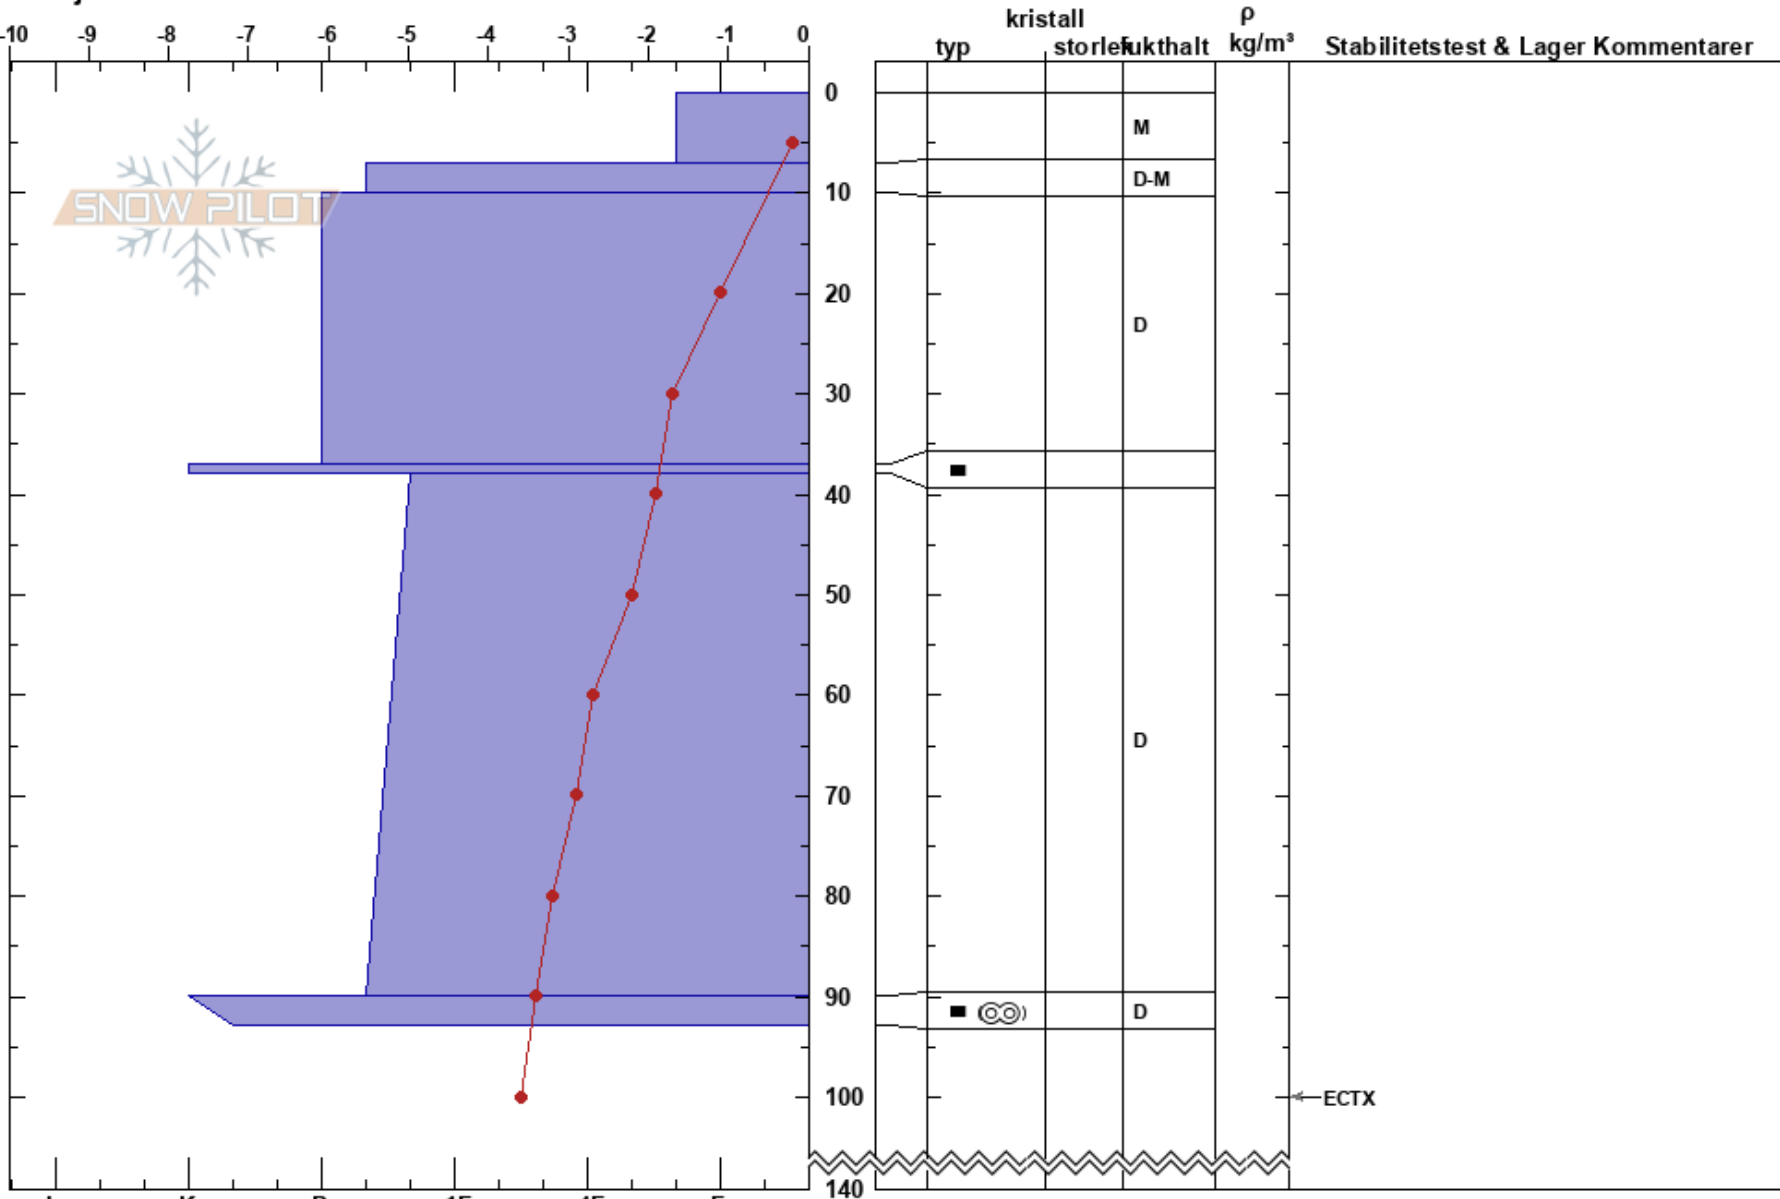 kristall ρ
-10 -9 -8 -7 -6 -5 -4 -3 -2 -1 0 typ storlek fukthalt kg/m³ Stabilitetstest & Lager Kommentarer
0
M
D-M
10
SNOW PILOT
20
D
30
40
50
60
D
70
80
90
D
100 ECTX
140